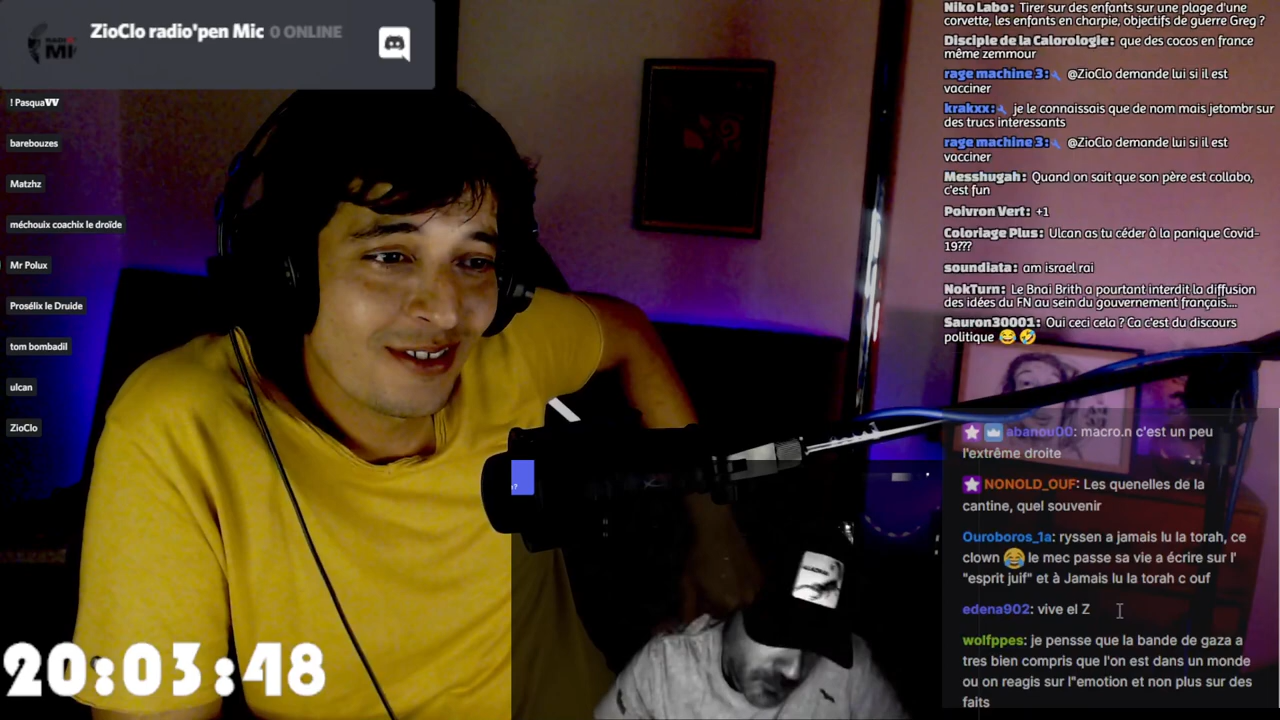 ZioClo radio'pen Mic 0 ONLINE
! PasquaVV
barebouzes
Matzhz
méchouix coachix le droïde
Mr Polux
Prosélix le Druide
tom bombadil
ulcan
ZioClo
20:03:48
Niko Labo: Tirer sur des enfants sur une plage d'une
corvette, les enfants en charpie, objectifs de guerre Greg ?
Disciple de la Calorologie: que des cocos en france
même zemmour
rage machine 3: @ZioClo demande lui si il est
vacciner
krakxx: je le connaissais que de nom mais jetombr sur
des trucs interessants
rage machine 3: @ZioClo demande lui si il est
vacciner
Messhugah: Quand on sait que son père est collabo,
c'est fun
Poivron Vert: +1
Coloriage Plus: Ulcan as tu céder à la panique Covid-
19???
soundiata: am israel rai
NokTurn: Le Bnai Brith a pourtant interdit la diffusion
des idées du FN au sein du gouvernement français....
Sauron30001: Oui ceci cela ? Ca c'est du discours
politique 😂 🤣
abanou00: macro.n c'est un peu
l'extrême droite
NONOLD_OUF: Les quenelles de la
cantine, quel souvenir
Ouroboros_1a: ryssen a jamais lu la torah, ce
clown 😂 le mec passe sa vie a écrire sur l'
"esprit juif" et à Jamais lu la torah c ouf
edena902: vive el Z
wolfppes: je pensse que la bande de gaza a
tres bien compris que l'on est dans un monde
ou on reagis sur l"emotion et non plus sur des
faits